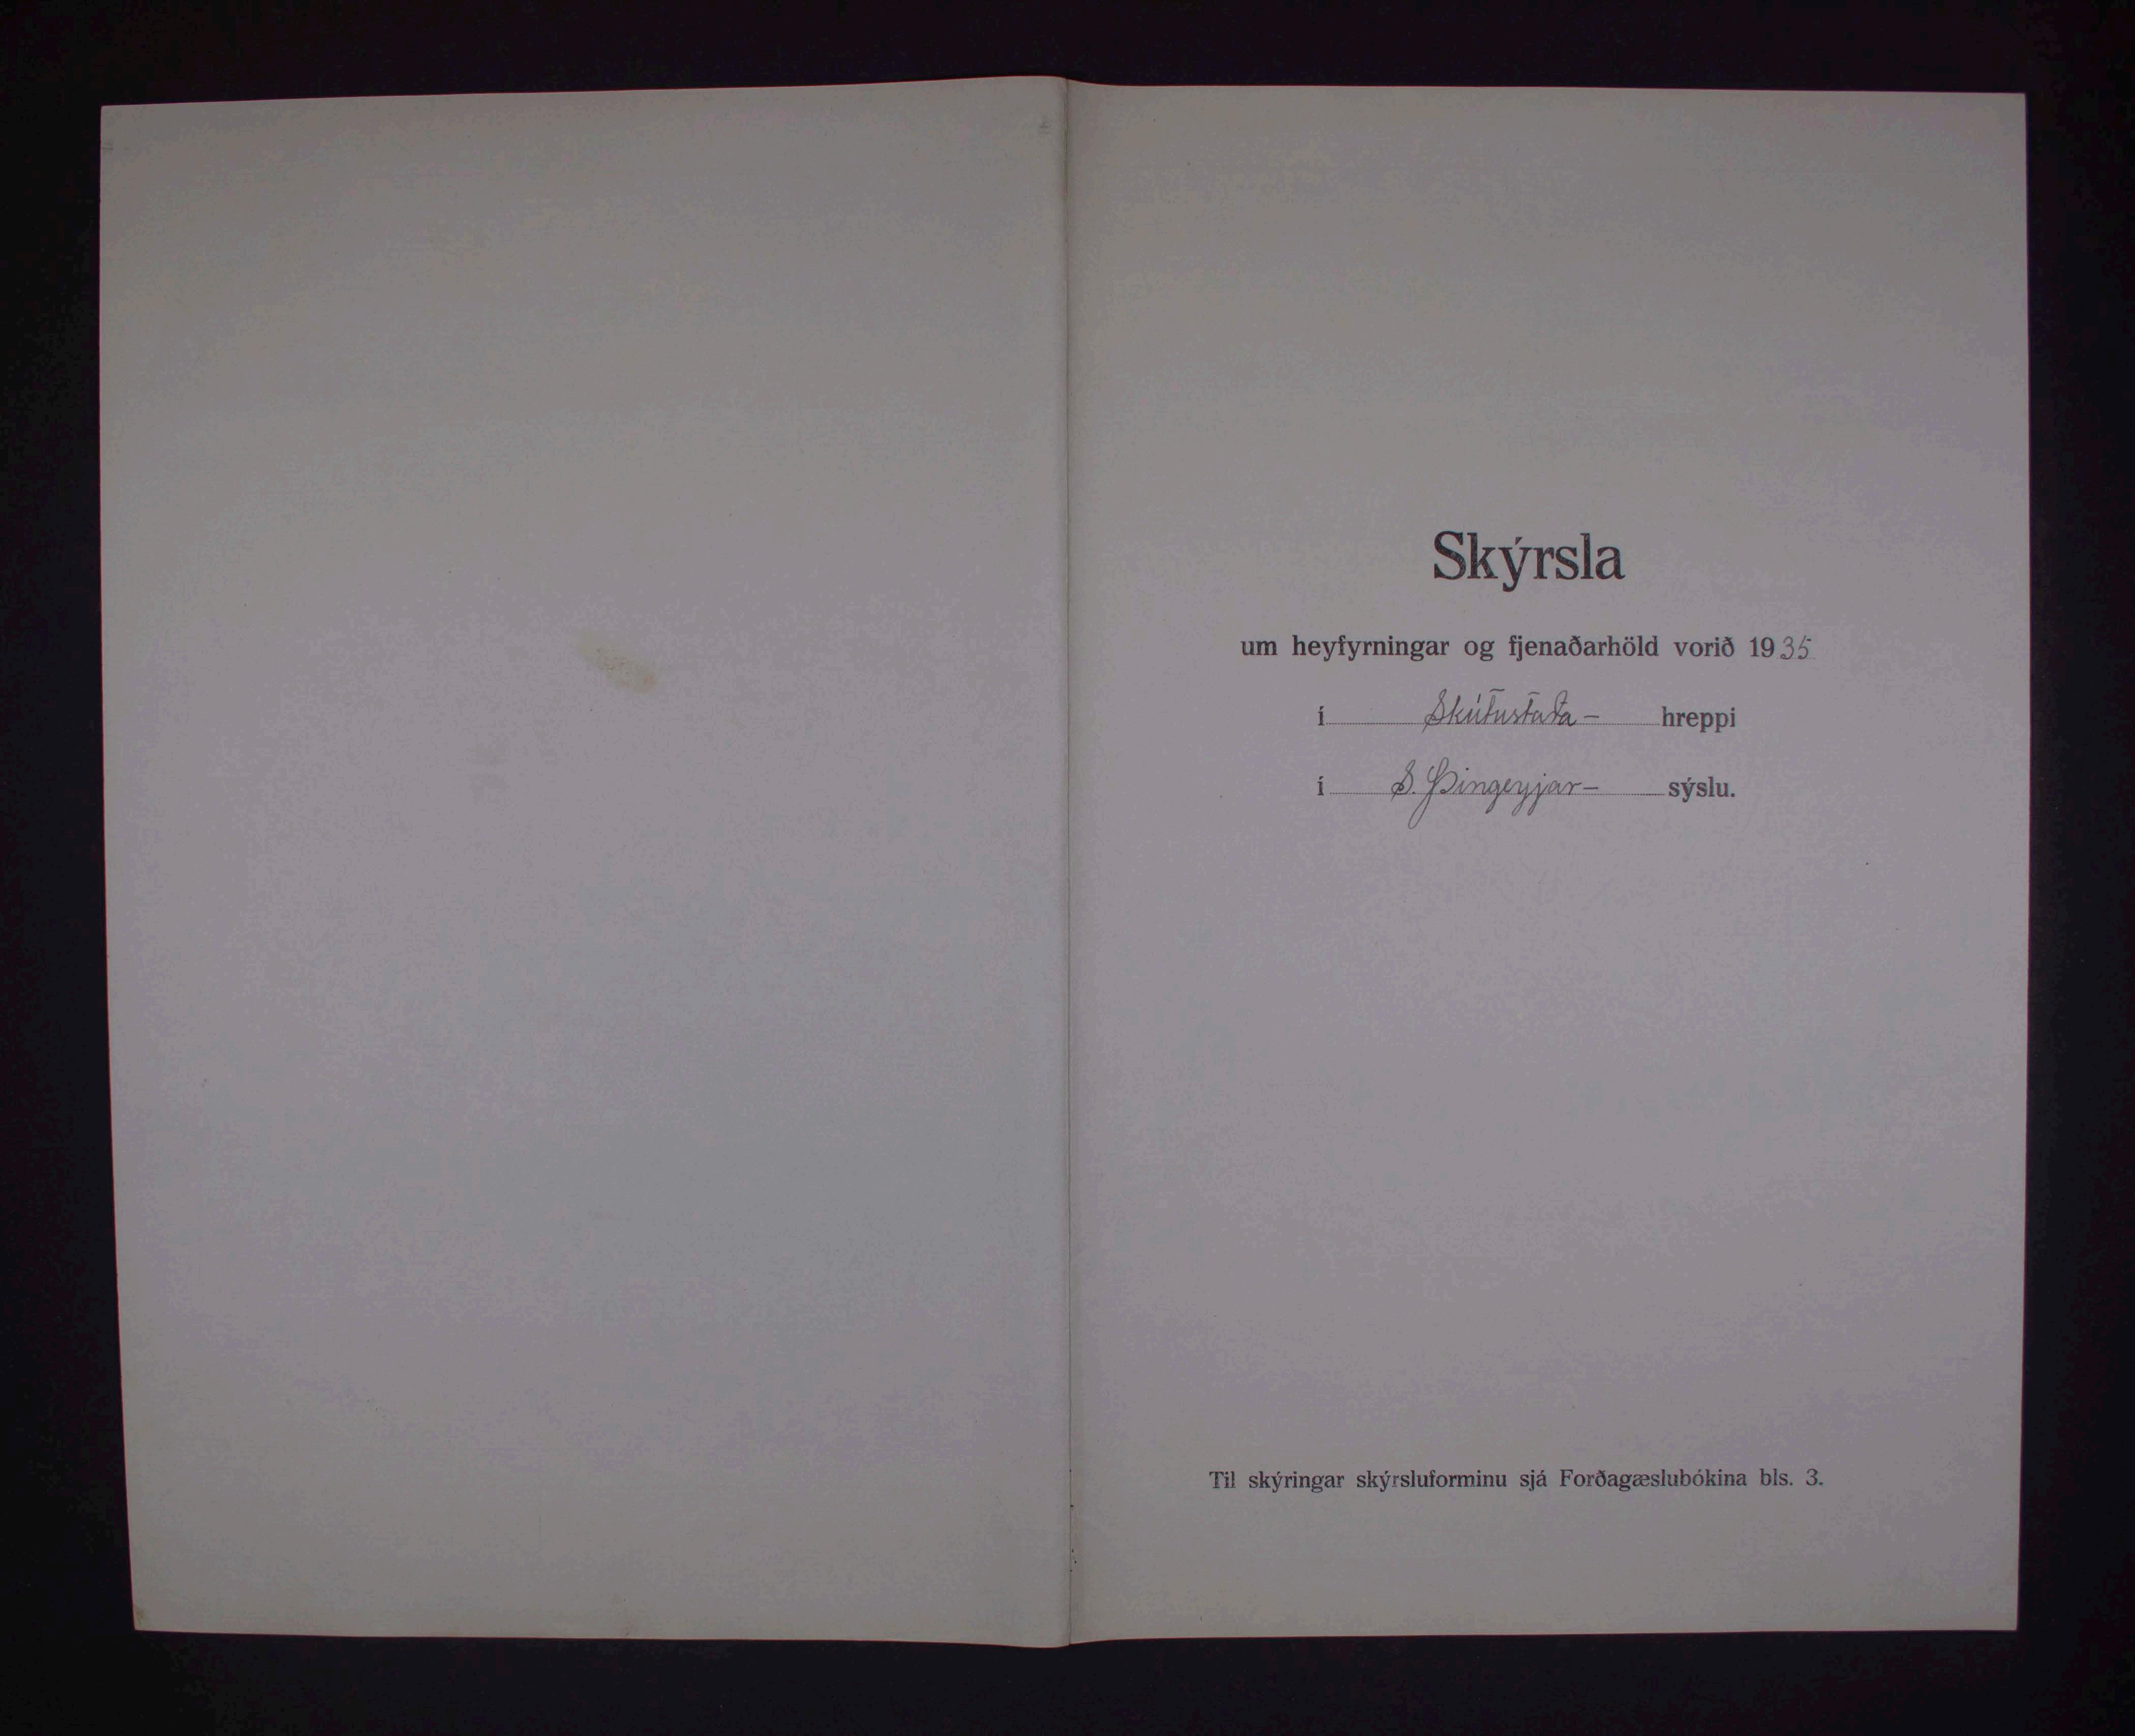 Skýrsla
um heyfyrningar og fjenaðarhöld vorið 1935
í Skútustaða- hreppi
í S. Þingeyjar- sýslu.
Til skýringar skýrsluforminu sjá Forðagæslubókina bls. 3.